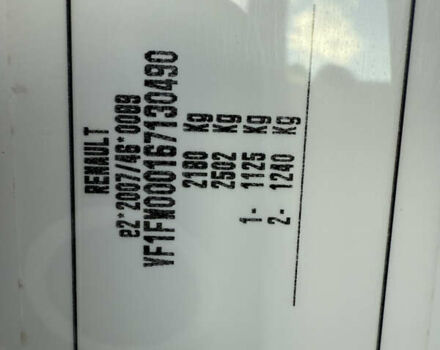 RENAULT
e2*2007/46*0089
VF1FW000167130490
2180 Kg
2502 Kg
1- 1125 Kg
2- 1240 Kg